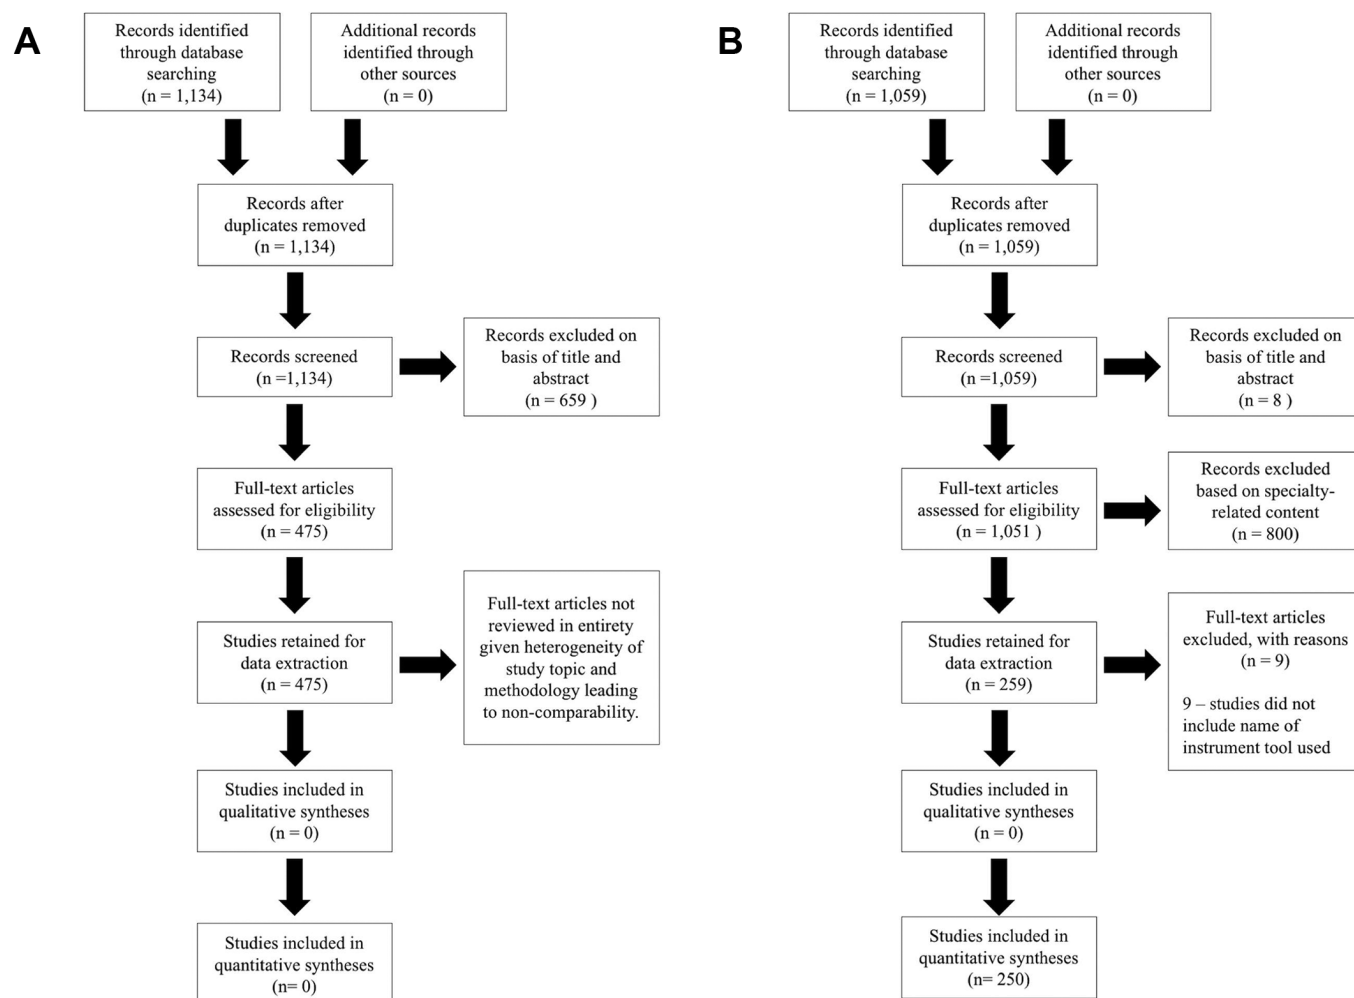 A
Records identified
through database
searching
(n = 1,134)
Additional records
identified through
other sources
(n = 0)
Records after
duplicates removed
(n = 1,134)
Records screened
(n =1,134)
Records excluded on
basis of title and
abstract
(n = 659 )
Full-text articles
assessed for eligibility
(n = 475)
Studies retained for
data extraction
(n = 475)
Full-text articles not
reviewed in entirety
given heterogeneity of
study topic and
methodology leading
to non-comparability.
Studies included in
qualitative syntheses
(n = 0)
Studies included in
quantitative syntheses
(n= 0)
B
Records identified
through database
searching
(n = 1,059)
Additional records
identified through
other sources
(n = 0)
Records after
duplicates removed
(n = 1,059)
Records screened
(n =1,059)
Records excluded on
basis of title and
abstract
(n = 8 )
Full-text articles
assessed for eligibility
(n = 1,051 )
Records excluded
based on specialty-
related content
(n = 800)
Studies retained for
data extraction
(n = 259)
Full-text articles
excluded, with reasons
(n = 9)
9 – studies did not
include name of
instrument tool used
Studies included in
qualitative syntheses
(n = 0)
Studies included in
quantitative syntheses
(n= 250)